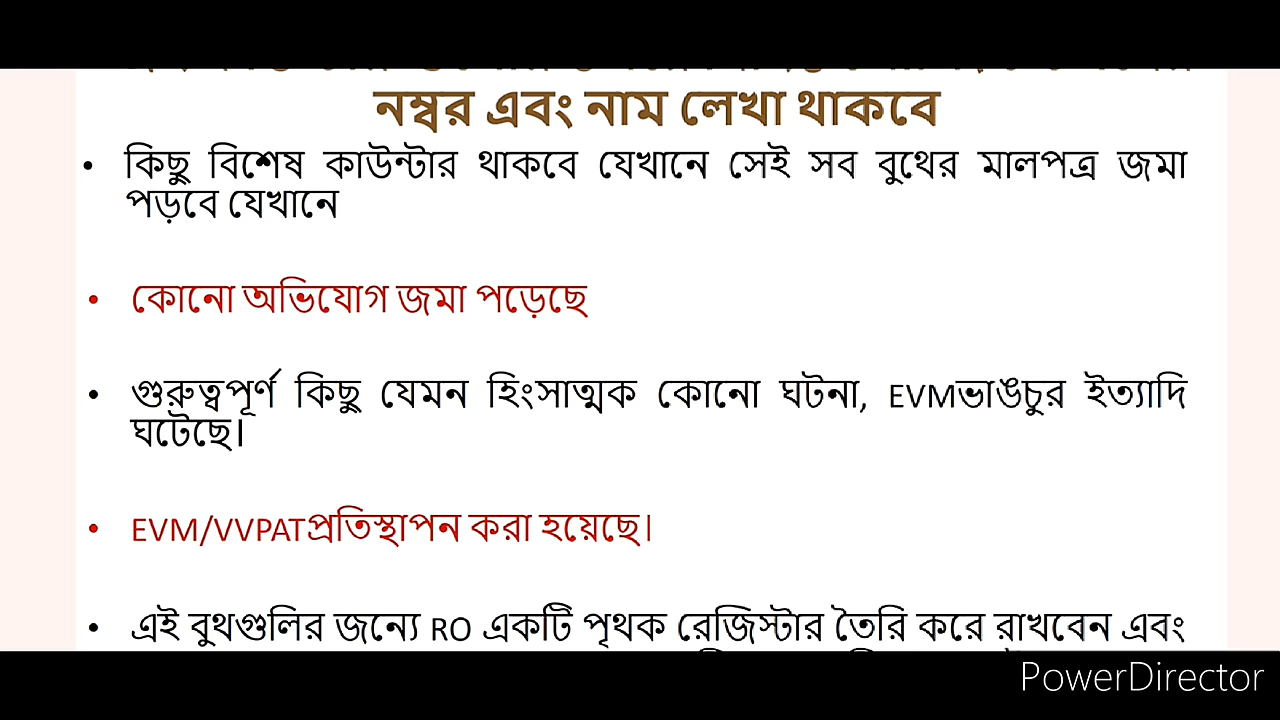 নম্বর এবং নাম লেখা থাকবে
• কিছু বিশেষ কাউন্টার থাকবে যেখানে সেই সব বুথের মালপত্র জমা
পড়বে যেখানে
• কোনো অভিযোগ জমা পড়েছে
• গুরুত্বপূর্ণ কিছু যেমন হিংসাত্মক কোনো ঘটনা, EVMভাঙচুর ইত্যাদি
ঘটেছে।
• EVM/VVPATপ্রতিস্থাপন করা হয়েছে।
• এই বুথগুলির জন্যে RO একটি পৃথক রেজিস্টার তৈরি করে রাখবেন এবং
PowerDirector